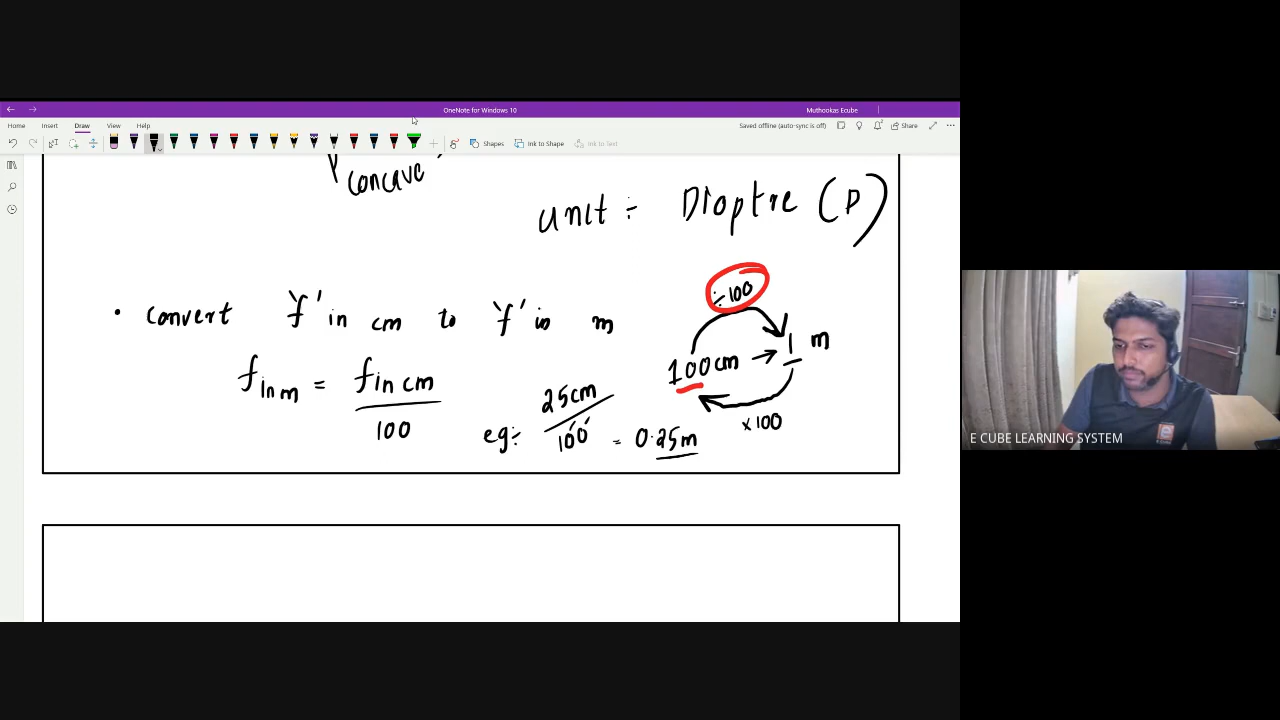 OneNote for Windows 10
Muthookas Ecube
Home Insert Draw View Help
Saved offline (auto-sync is off)
Share
Shapes
Ink to Shape
Ink to Text
P concave
unit :- Dioptre (D)
÷100
• convert 'f' in cm to 'f' in m
100cm → 1 m
f in m = f in cm / 100
x 100
eg:- 25cm / 100 = 0.25m
E CUBE LEARNING SYSTEM